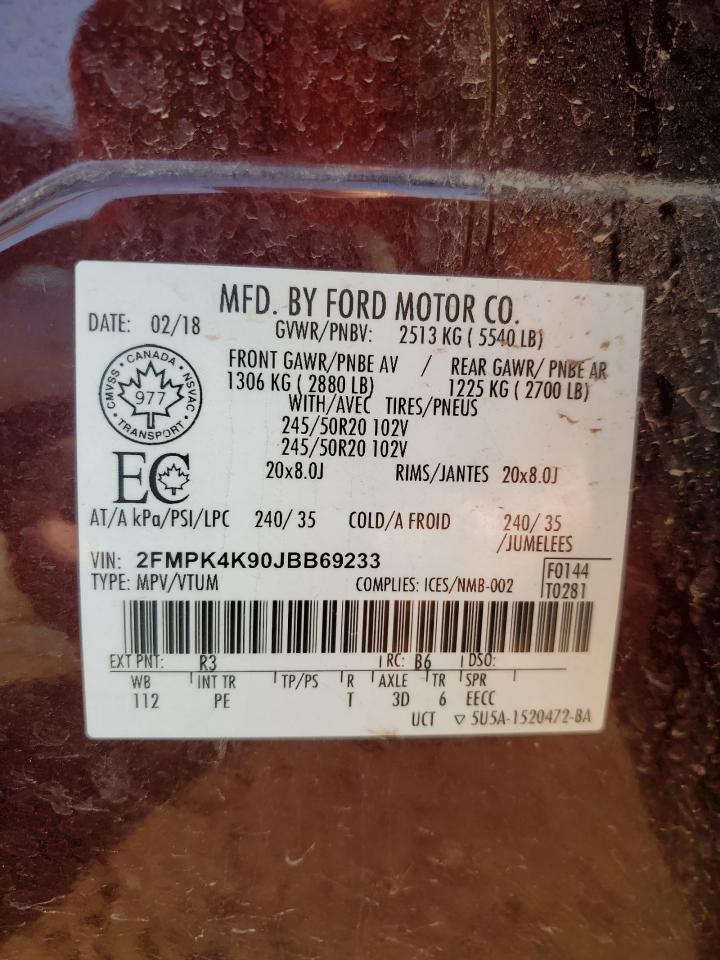 MFD. BY FORD MOTOR CO.
DATE: 02/18
GVWR/PNBV: 2513 KG ( 5540 LB)
FRONT GAWR/PNBE AV / REAR GAWR/ PNBE AR
1306 KG ( 2880 LB) 1225 KG ( 2700 LB)
WITH/AVEC TIRES/PNEUS
245/50R20 102V
245/50R20 102V
20x8.0J RIMS/JANTES 20x8.0J
CMVSS • CANADA • NSVAC • TRANSPORT •
977
EC
AT/A kPa/PSI/LPC 240/ 35 COLD/A FROID 240/ 35
/JUMELEES
VIN: 2FMPK4K90JBB69233
TYPE: MPV/VTUM COMPLIES: ICES/NMB-002
F0144
T0281
EXT PNT: R3 RC: B6 DSO:
WB INT TR TP/PS R AXLE TR SPR
112 PE T 3D 6 EECC
UCT ▽ 5U5A-1520472-BA